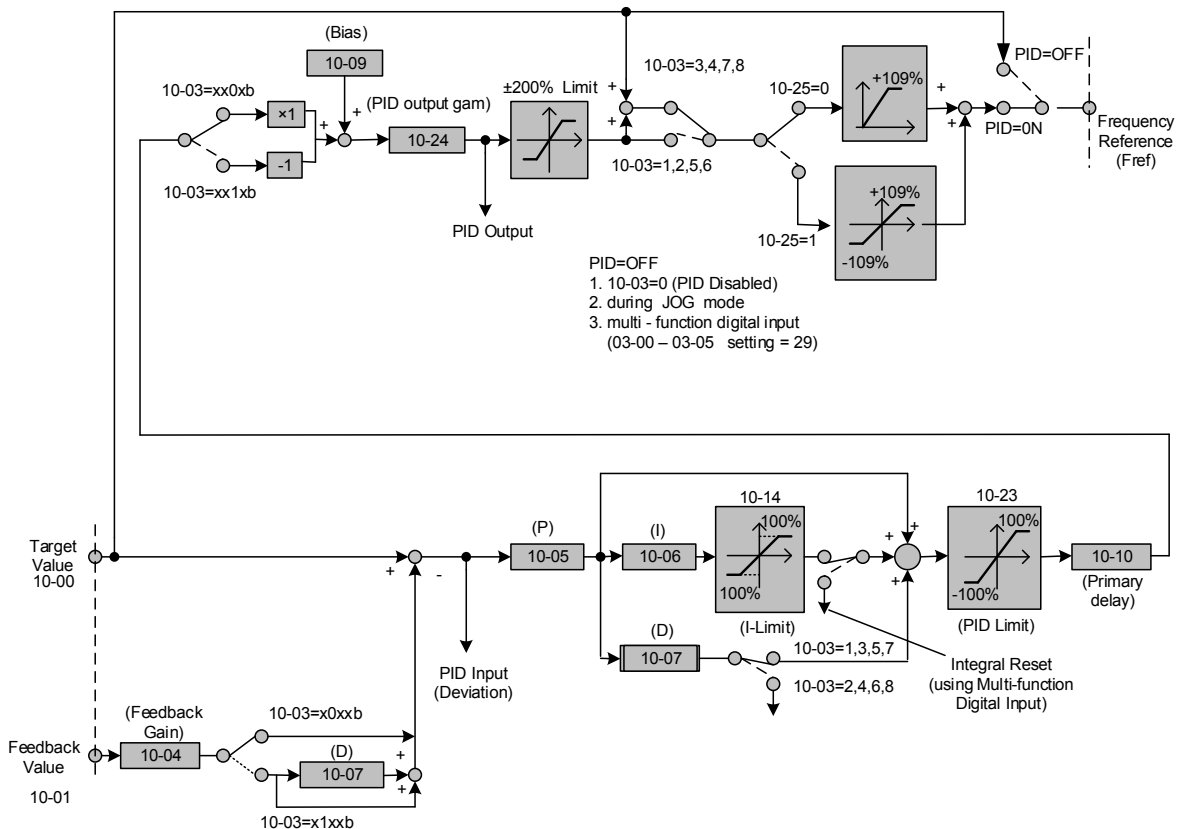 (Bias)
10-09
10-03=xx0xb
×1
+
+
-1
10-03=xx1xb
(PID output gam)
10-24
PID Output
±200% Limit
10-03=3,4,7,8
+
+
10-03=1,2,5,6
10-25=0
+109%
+
+
10-25=1
+109%
-109%
PID=OFF
PID=0N
Frequency
Reference
(Fref)
PID=OFF
1. 10-03=0 (PID Disabled)
2. during JOG mode
3. multi - function digital input
(03-00 – 03-05 setting = 29)
Target
Value
10-00
+
-
PID Input
(Deviation)
(P)
10-05
(I)
10-06
10-14
100%
100%
(I-Limit)
+
+
+
10-23
100%
-100%
(PID Limit)
10-10
(Primary
delay)
(D)
10-07
10-03=1,3,5,7
10-03=2,4,6,8
Integral Reset
(using Multi-function
Digital Input)
Feedback
Value
10-01
(Feedback
Gain)
10-04
10-03=x0xxb
(D)
10-07
+
+
10-03=x1xxb